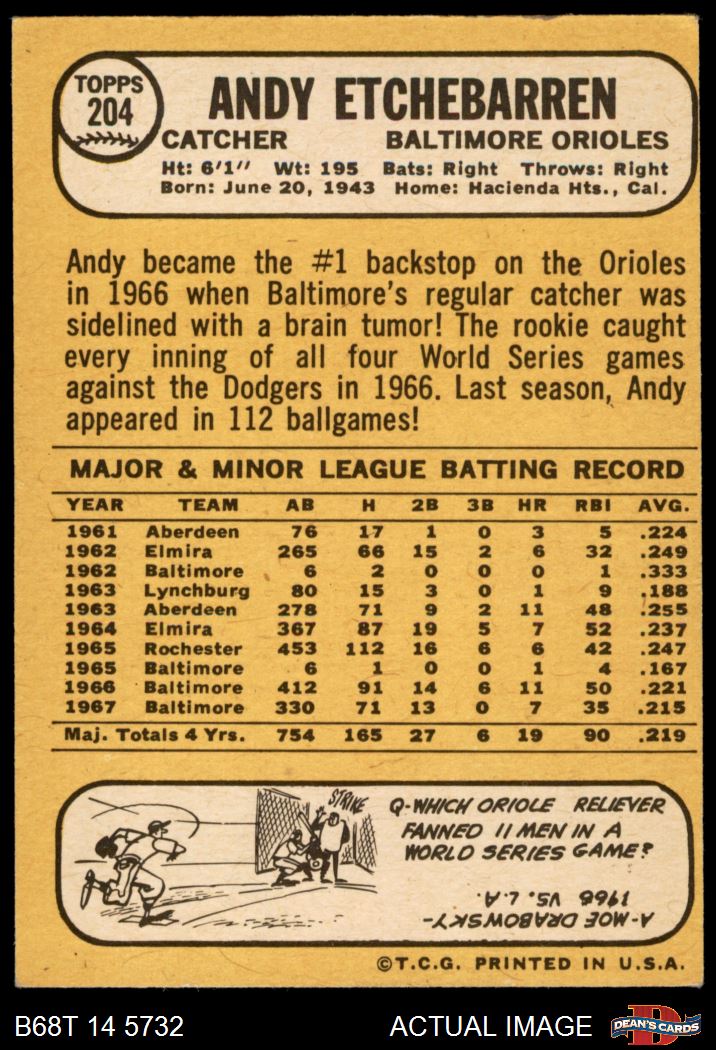 TOPPS
204
ANDY ETCHEBARREN
CATCHER BALTIMORE ORIOLES
Ht: 6'1" Wt: 195 Bats: Right Throws: Right
Born: June 20, 1943 Home: Hacienda Hts., Cal.
Andy became the #1 backstop on the Orioles
in 1966 when Baltimore's regular catcher was
sidelined with a brain tumor! The rookie caught
every inning of all four World Series games
against the Dodgers in 1966. Last season, Andy
appeared in 112 ballgames!
MAJOR & MINOR LEAGUE BATTING RECORD
YEAR TEAM AB H 2B 3B HR RBI AVG.
1961 Aberdeen 76 17 1 0 3 5 .224
1962 Elmira 265 66 15 2 6 32 .249
1962 Baltimore 6 2 0 0 0 1 .333
1963 Lynchburg 80 15 3 0 1 9 .188
1963 Aberdeen 278 71 9 2 11 48 .255
1964 Elmira 367 87 19 5 7 52 .237
1965 Rochester 453 112 16 6 6 42 .247
1965 Baltimore 6 1 0 0 1 4 .167
1966 Baltimore 412 91 14 6 11 50 .221
1967 Baltimore 330 71 13 0 7 35 .215
Maj. Totals 4 Yrs. 754 165 27 6 19 90 .219
STRIKE
Q-WHICH ORIOLE RELIEVER
FANNED 11 MEN IN A
WORLD SERIES GAME?
A-MOE DRABOWSKY-
1966 VS. L.A.
©T.C.G. PRINTED IN U.S.A.
B68T 14 5732 ACTUAL IMAGE DEAN'S CARDS